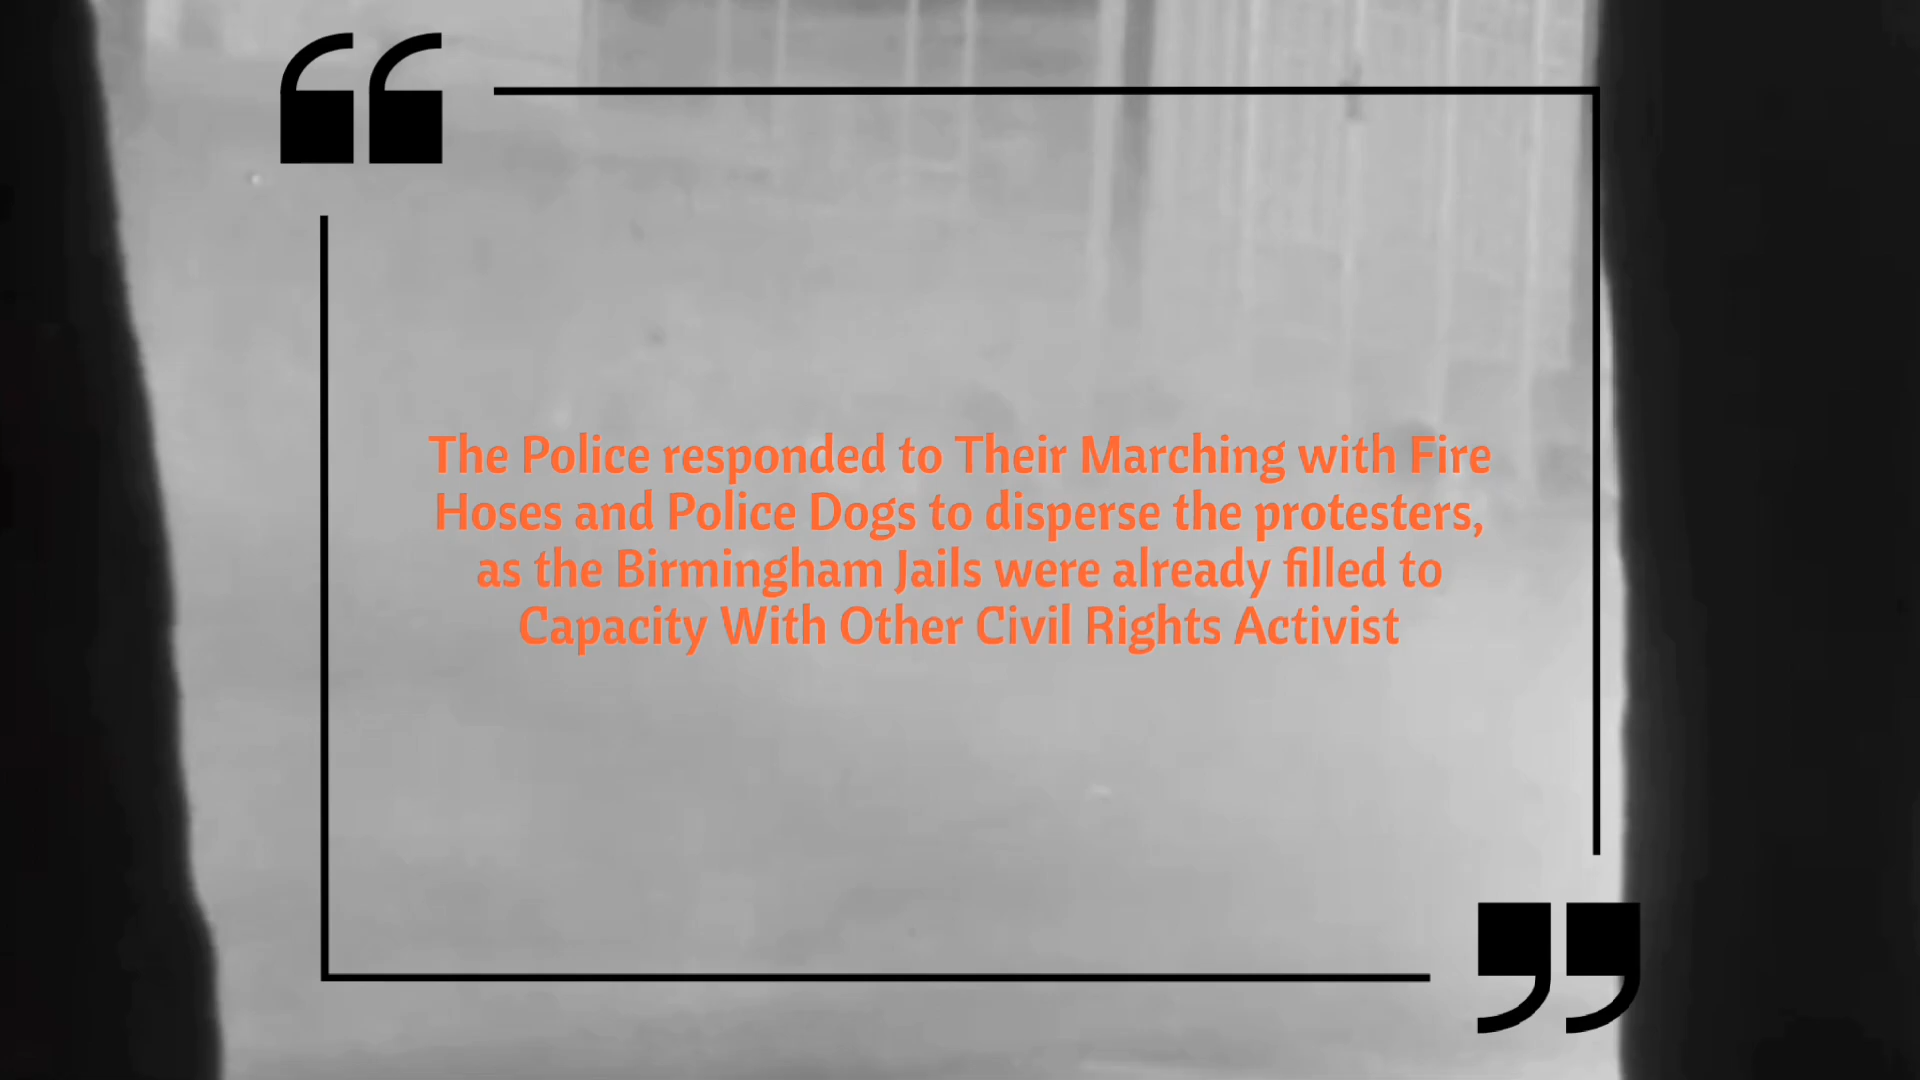 The Police responded to Their Marching with Fire
Hoses and Police Dogs to disperse the protesters,
as the Birmingham Jails were already filled to
Capacity With Other Civil Rights Activist